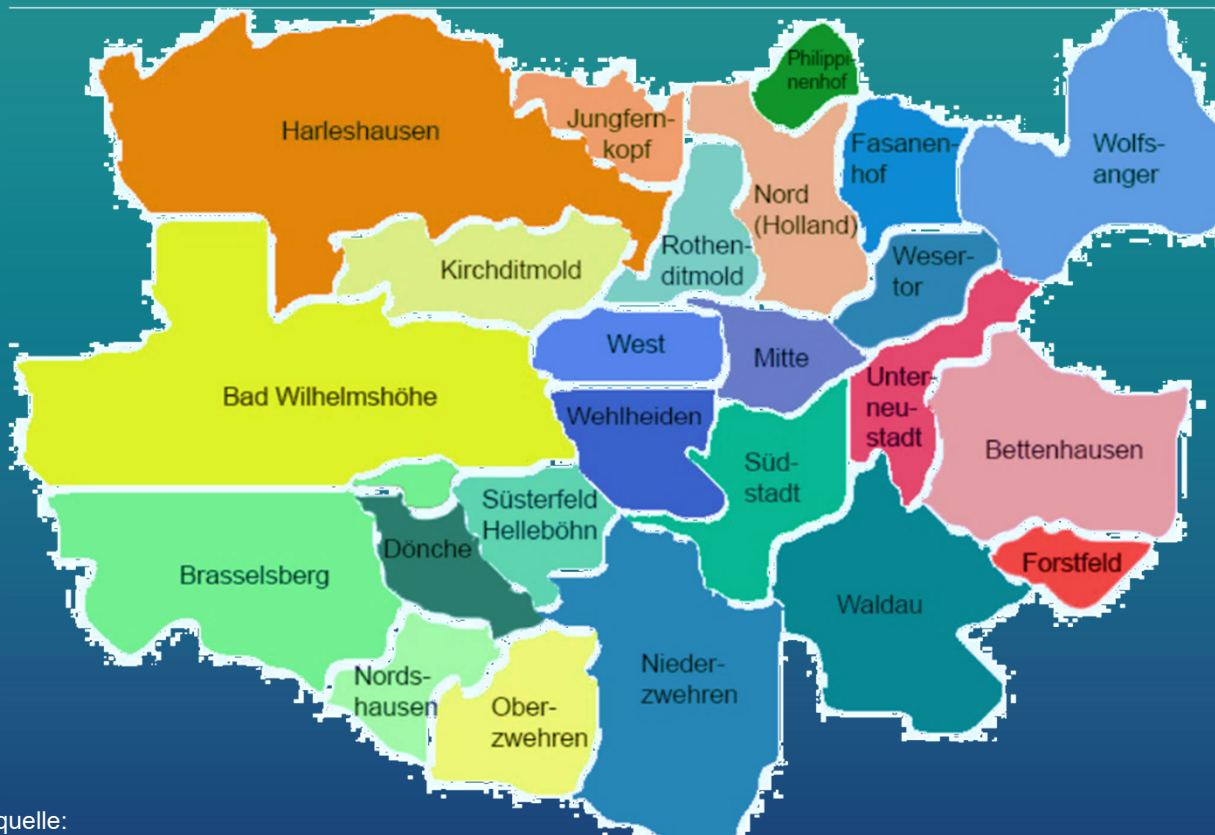 Philippi-
nenhof
Harleshausen
Jungfern-
kopf
Fasanen-
hof
Wolfs-
anger
Nord
(Holland)
Rothen-
ditmold
Kirchditmold
Weser-
tor
West
Mitte
Bad Wilhelmshöhe
Wehlheiden
Unter-
neu-
stadt
Bettenhausen
Süd-
stadt
Süsterfeld
Helleböhn
Dönche
Forstfeld
Brasselsberg
Waldau
Nords-
hausen
Nieder-
zwehren
Ober-
zwehren
quelle: